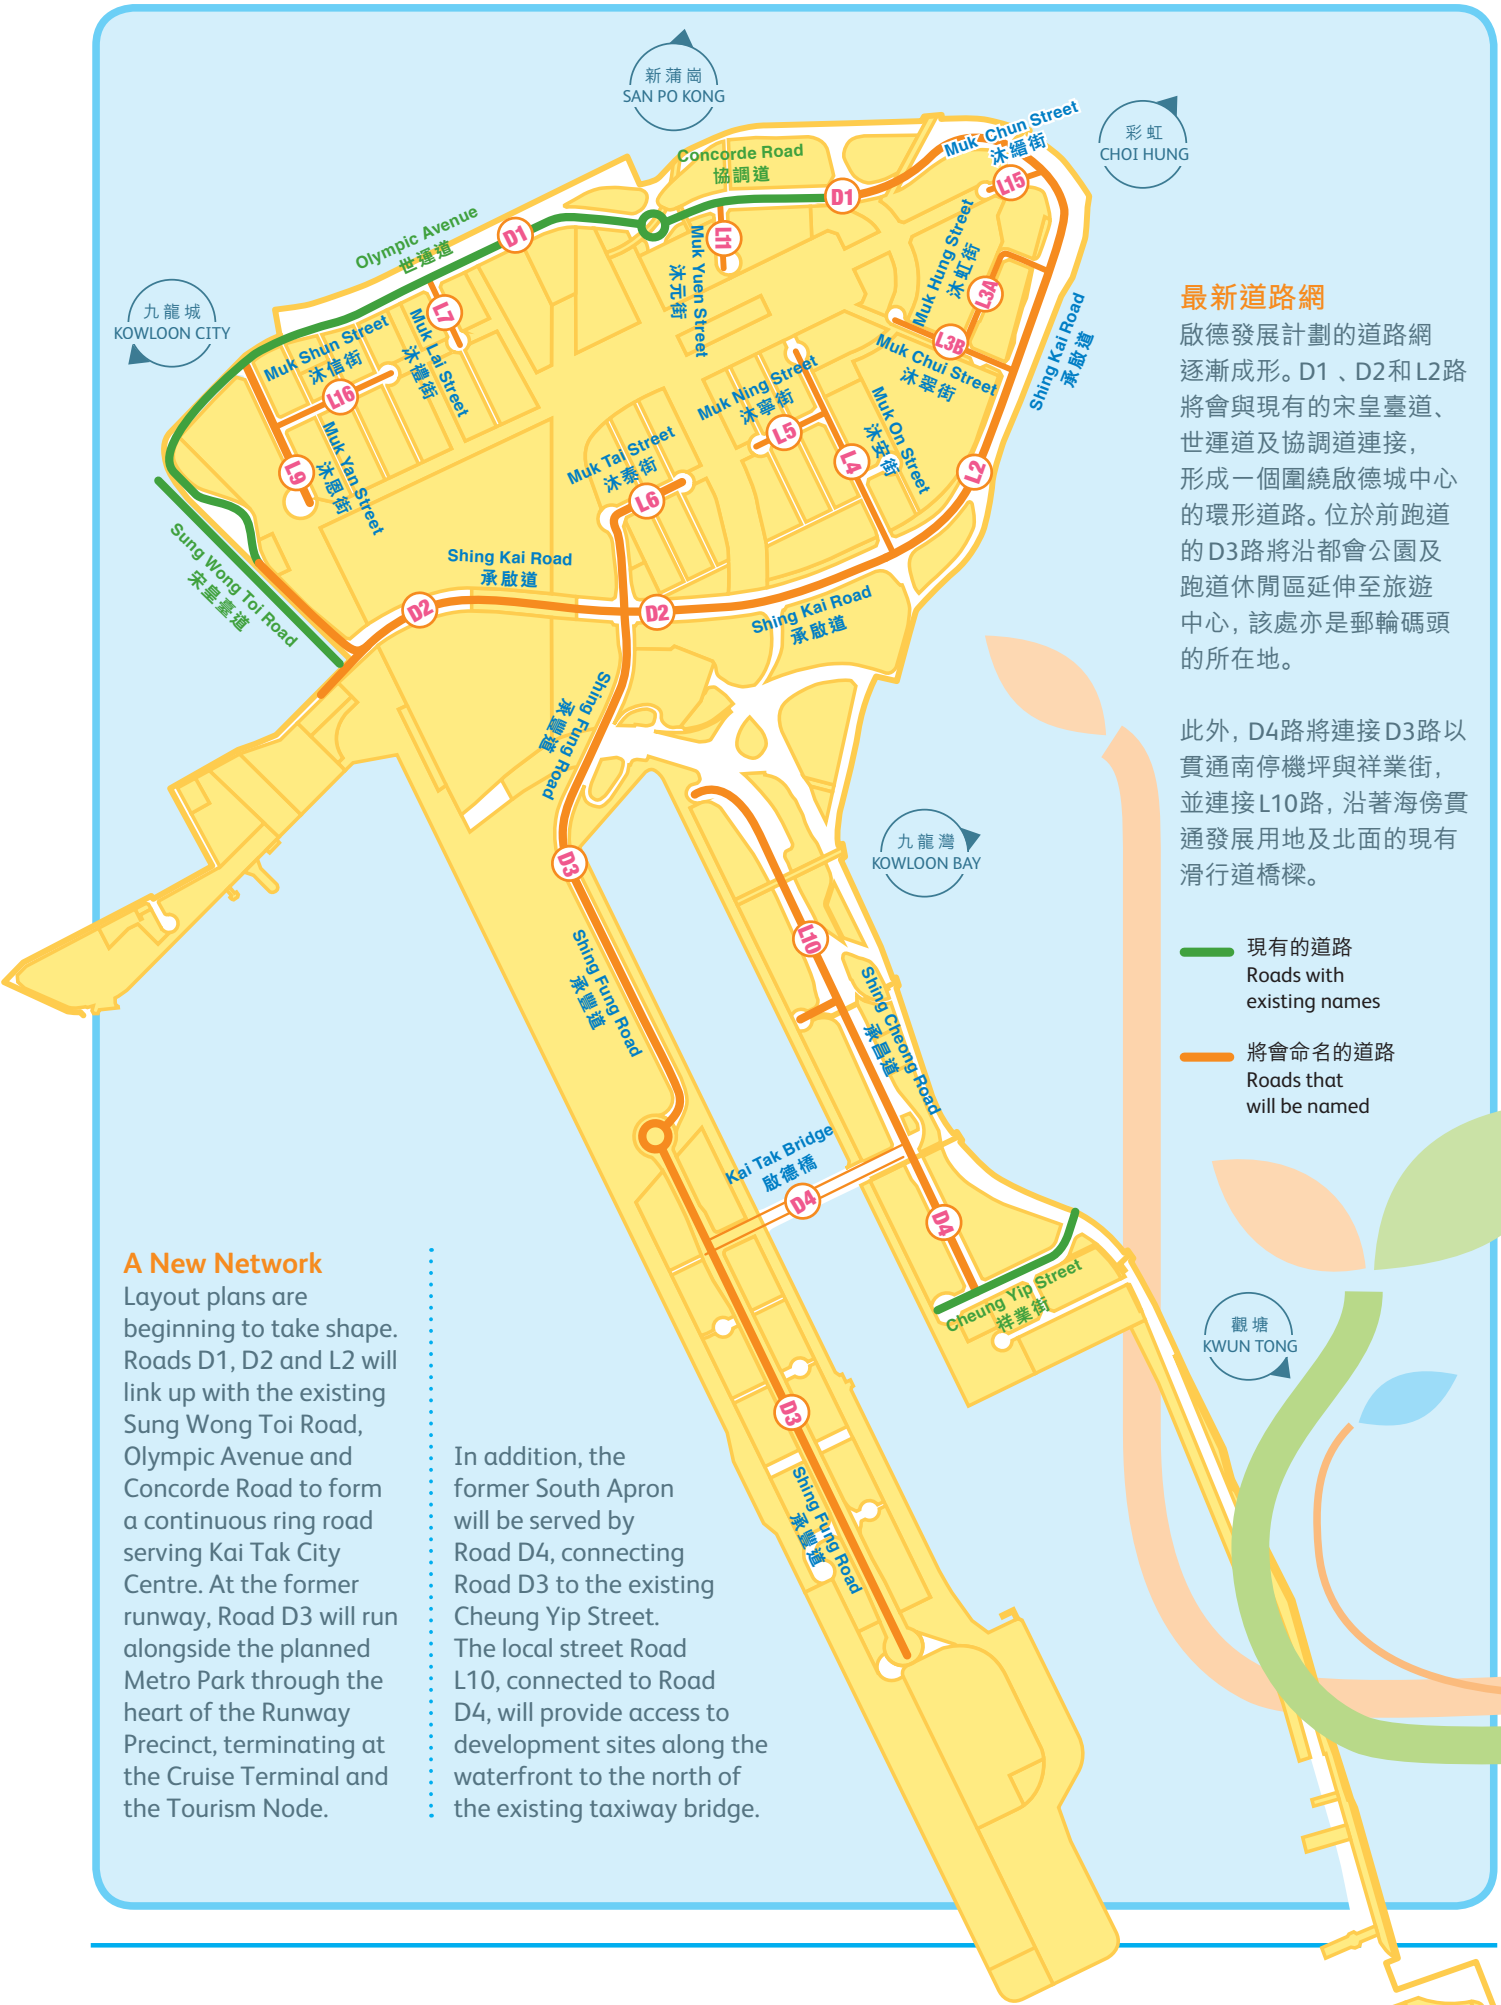 新蒲崗
SAN PO KONG
彩虹
CHOI HUNG
九龍城
KOWLOON CITY
Concorde Road
協調道
D1
Muk Chun Street
沐縉街
L15
Olympic Avenue
世運道
D1
Muk Yuen Street
沐元街
L11
Muk Hung Street
沐虹街
L3A
L3B
Muk Chui Street
沐翠街
Shing Kai Road
承啟道
L7
Muk Lai Street
沐禮街
Muk Shun Street
沐信街
L16
L9
Muk Yan Street
沐恩街
Muk Ning Street
沐寧街
L5
Muk On Street
沐安街
L4
L2
Muk Tai Street
沐泰街
L6
Sung Wong Toi Road
宋皇臺道
Shing Kai Road
承啟道
D2
D2
Shing Kai Road
承啟道
Shing Fung Road
承豐道
D3
九龍灣
KOWLOON BAY
L10
Shing Fung Road
承豐道
Shing Cheong Road
承昌道
Kai Tak Bridge
啟德橋
D4
D4
Cheung Yip Street
祥業街
觀塘
KWUN TONG
D3
Shing Fung Road
承豐道
最新道路網
啟德發展計劃的道路網
逐漸成形。D1、D2和L2路
將會與現有的宋皇臺道、
世運道及協調道連接，
形成一個圍繞啟德城中心
的環形道路。位於前跑道
的D3路將沿都會公園及
跑道休閒區延伸至旅遊
中心，該處亦是郵輪碼頭
的所在地。
此外，D4路將連接D3路以
貫通南停機坪與祥業街，
並連接L10路，沿著海傍貫
通發展用地及北面的現有
滑行道橋樑。
現有的道路
Roads with
existing names
將會命名的道路
Roads that
will be named
A New Network
Layout plans are
beginning to take shape.
Roads D1, D2 and L2 will
link up with the existing
Sung Wong Toi Road,
Olympic Avenue and
Concorde Road to form
a continuous ring road
serving Kai Tak City
Centre. At the former
runway, Road D3 will run
alongside the planned
Metro Park through the
heart of the Runway
Precinct, terminating at
the Cruise Terminal and
the Tourism Node.
In addition, the
former South Apron
will be served by
Road D4, connecting
Road D3 to the existing
Cheung Yip Street.
The local street Road
L10, connected to Road
D4, will provide access to
development sites along the
waterfront to the north of
the existing taxiway bridge.